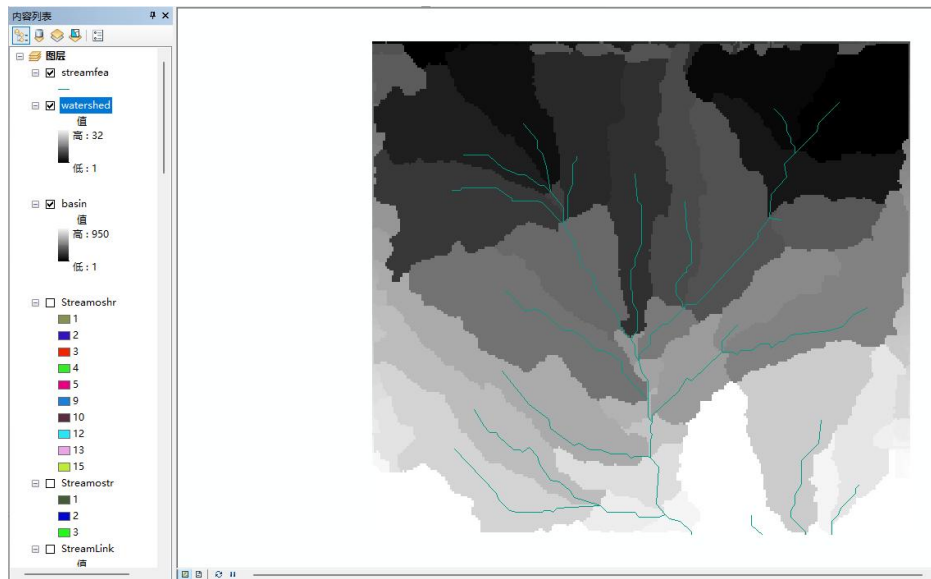 内容列表
图层
streamfea
watershed
值
高 : 32
低 : 1
basin
值
高 : 950
低 : 1
Streamoshr
1
2
3
4
5
9
10
12
13
15
Streamostr
1
2
3
StreamLink
值